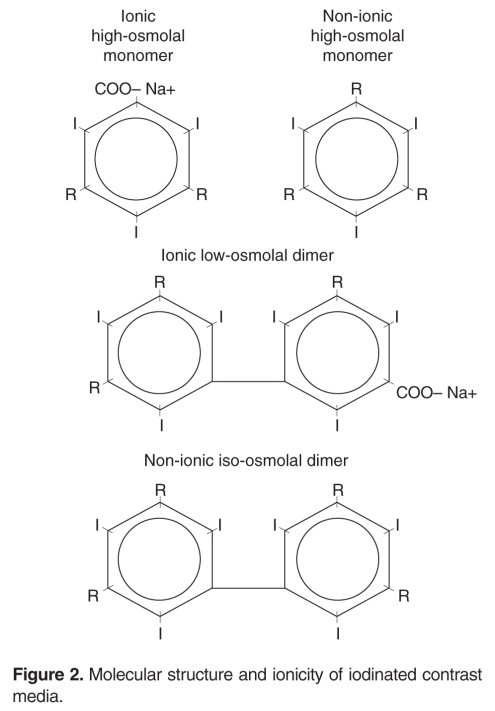 Ionic
high-osmolal
monomer
Non-ionic
high-osmolal
monomer
COO– Na+
I
I
R
R
I
R
I
I
R
R
I
Ionic low-osmolal dimer
R
R
I
I
I
I
R
COO– Na+
I
I
Non-ionic iso-osmolal dimer
R
R
I
I
I
I
R
R
I
I
Figure 2. Molecular structure and ionicity of iodinated contrast
media.